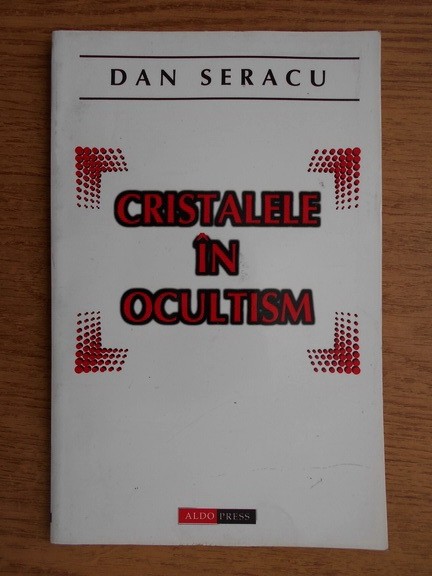 DAN SERACU
CRISTALELE
ÎN
OCULTISM
ALDO PRESS